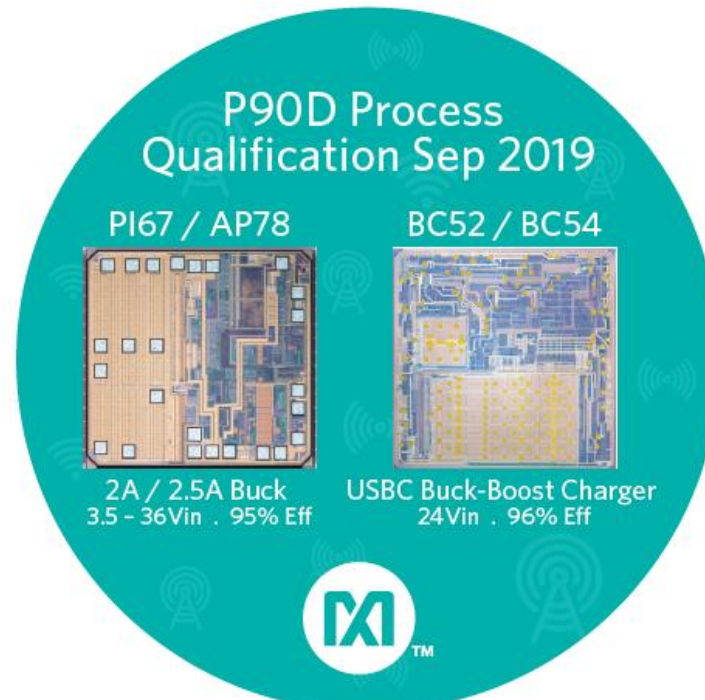 P90D Process
Qualification Sep 2019
PI67 / AP78
BC52 / BC54
2A / 2.5A Buck
3.5 – 36Vin . 95% Eff
USBC Buck-Boost Charger
24Vin . 96% Eff
TM